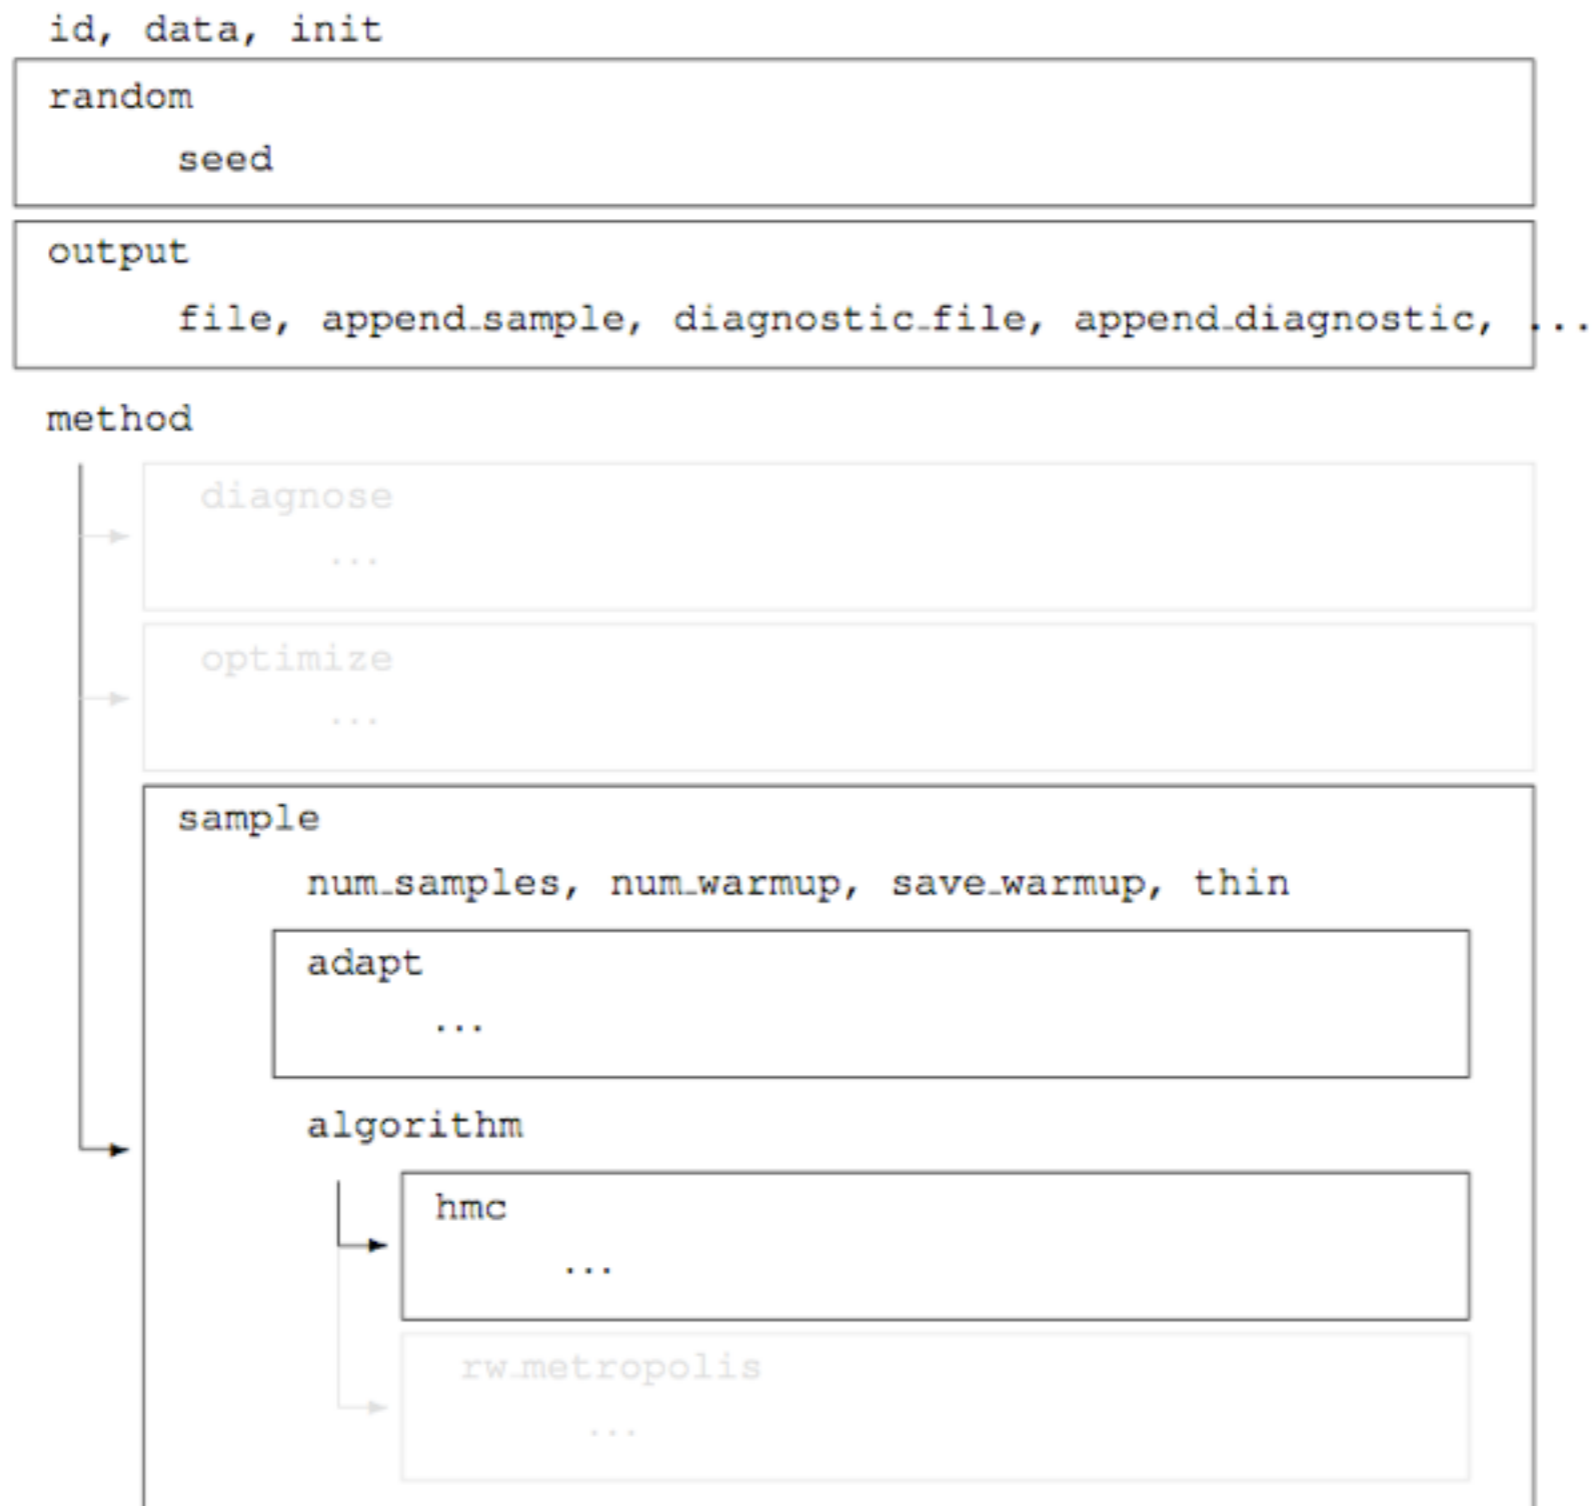 id, data, init
random
seed
output
file, append_sample, diagnostic_file, append_diagnostic, ...
method
diagnose
...
optimize
...
sample
num_samples, num_warmup, save_warmup, thin
adapt
...
algorithm
hmc
...
rw_metropolis
...